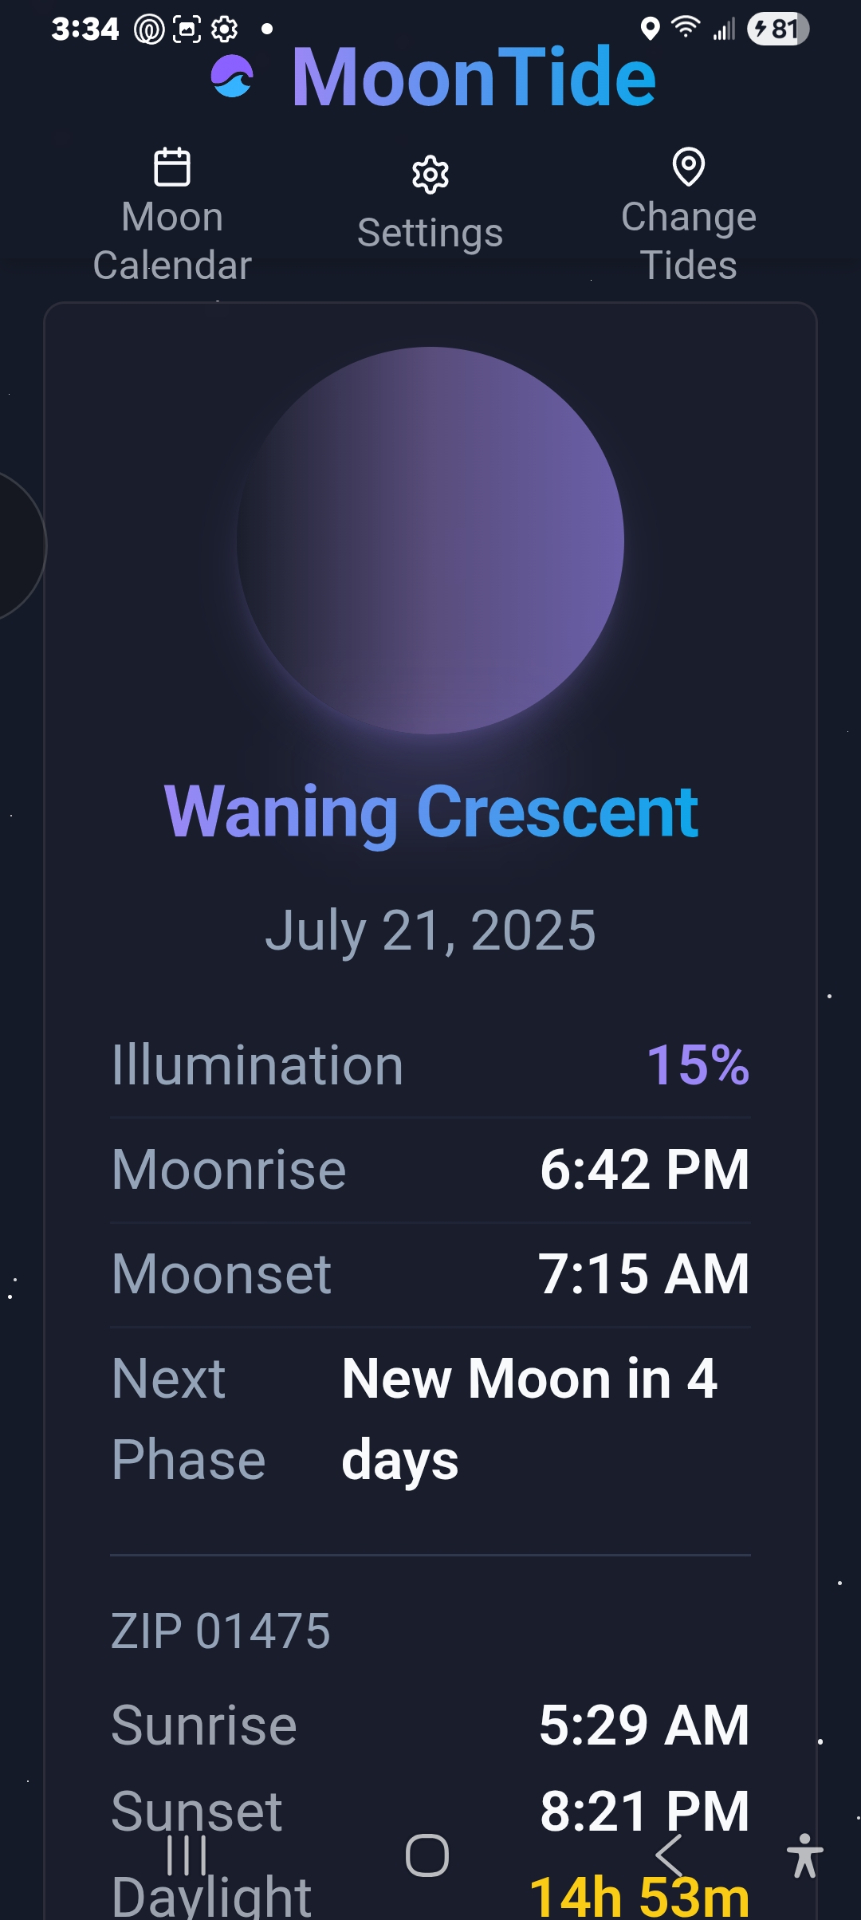 3:34
81
MoonTide
Moon
Calendar
Settings
Change
Tides
Waning Crescent
July 21, 2025
Illumination 15%
Moonrise 6:42 PM
Moonset 7:15 AM
Next New Moon in 4
Phase days
ZIP 01475
Sunrise 5:29 AM
Sunset 8:21 PM
Daylight 14h 53m